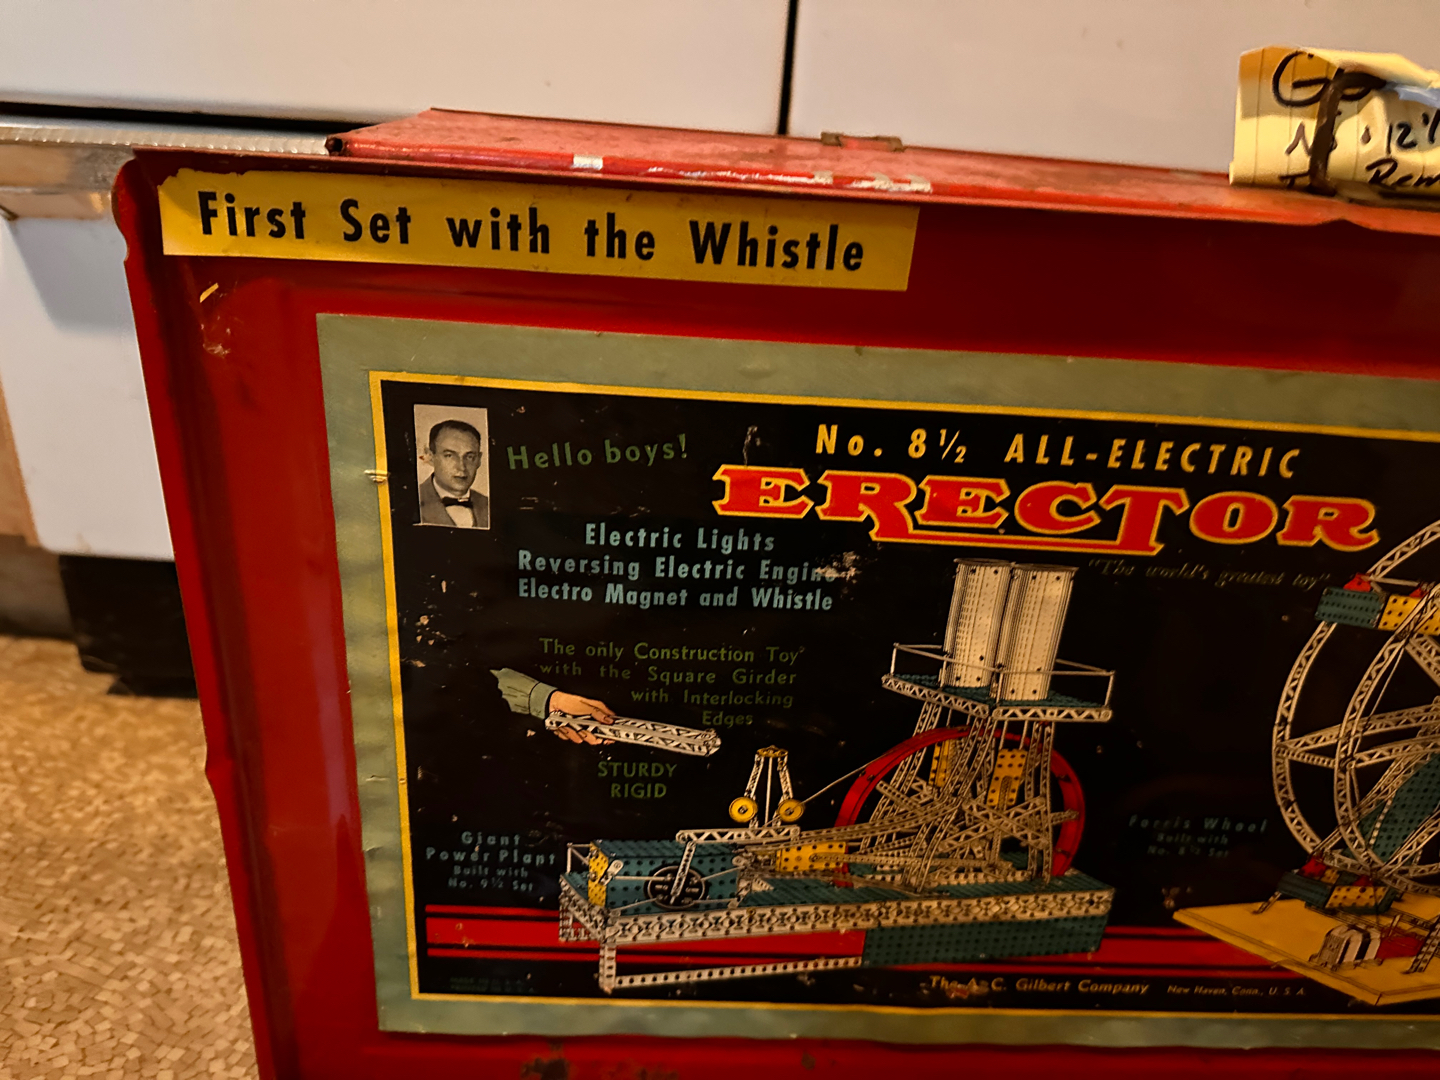 First Set with the Whistle
Hello boys!
No. 8½ ALL-ELECTRIC
ERECTOR
"The world's greatest toy"
Electric Lights
Reversing Electric Engine
Electro Magnet and Whistle
The only Construction Toy
with the Square Girder
with Interlocking
Edges
STURDY
RIGID
Giant
Power Plant
Built with
No. 9½ Set
Ferris Wheel
Built with
Set
The A. C. Gilbert Company New Haven, Conn., U. S. A.